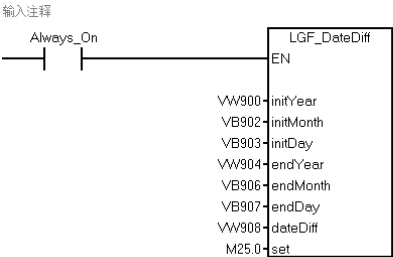 输入注释
Always_On
LGF_DateDiff
EN
VW900 initYear
VB902 initMonth
VB903 initDay
VW904 endYear
VB906 endMonth
VB907 endDay
VW908 dateDiff
M25.0 set